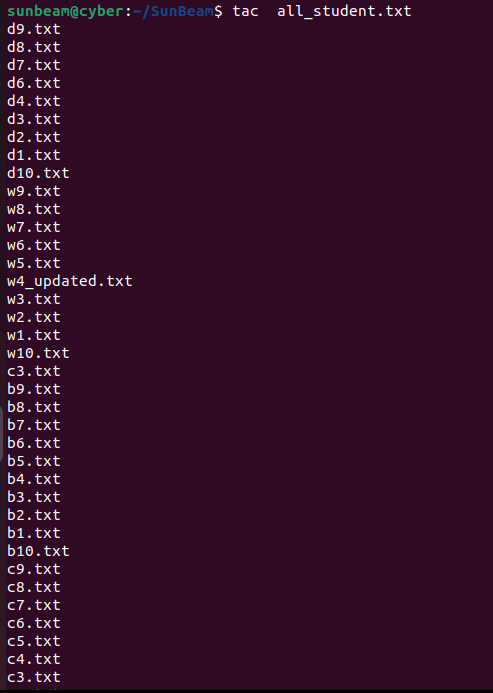 sunbeam@cyber:~/SunBeam$ tac  all_student.txt
d9.txt
d8.txt
d7.txt
d6.txt
d4.txt
d3.txt
d2.txt
d1.txt
d10.txt
w9.txt
w8.txt
w7.txt
w6.txt
w5.txt
w4_updated.txt
w3.txt
w2.txt
w1.txt
w10.txt
c3.txt
b9.txt
b8.txt
b7.txt
b6.txt
b5.txt
b4.txt
b3.txt
b2.txt
b1.txt
b10.txt
c9.txt
c8.txt
c7.txt
c6.txt
c5.txt
c4.txt
c3.txt